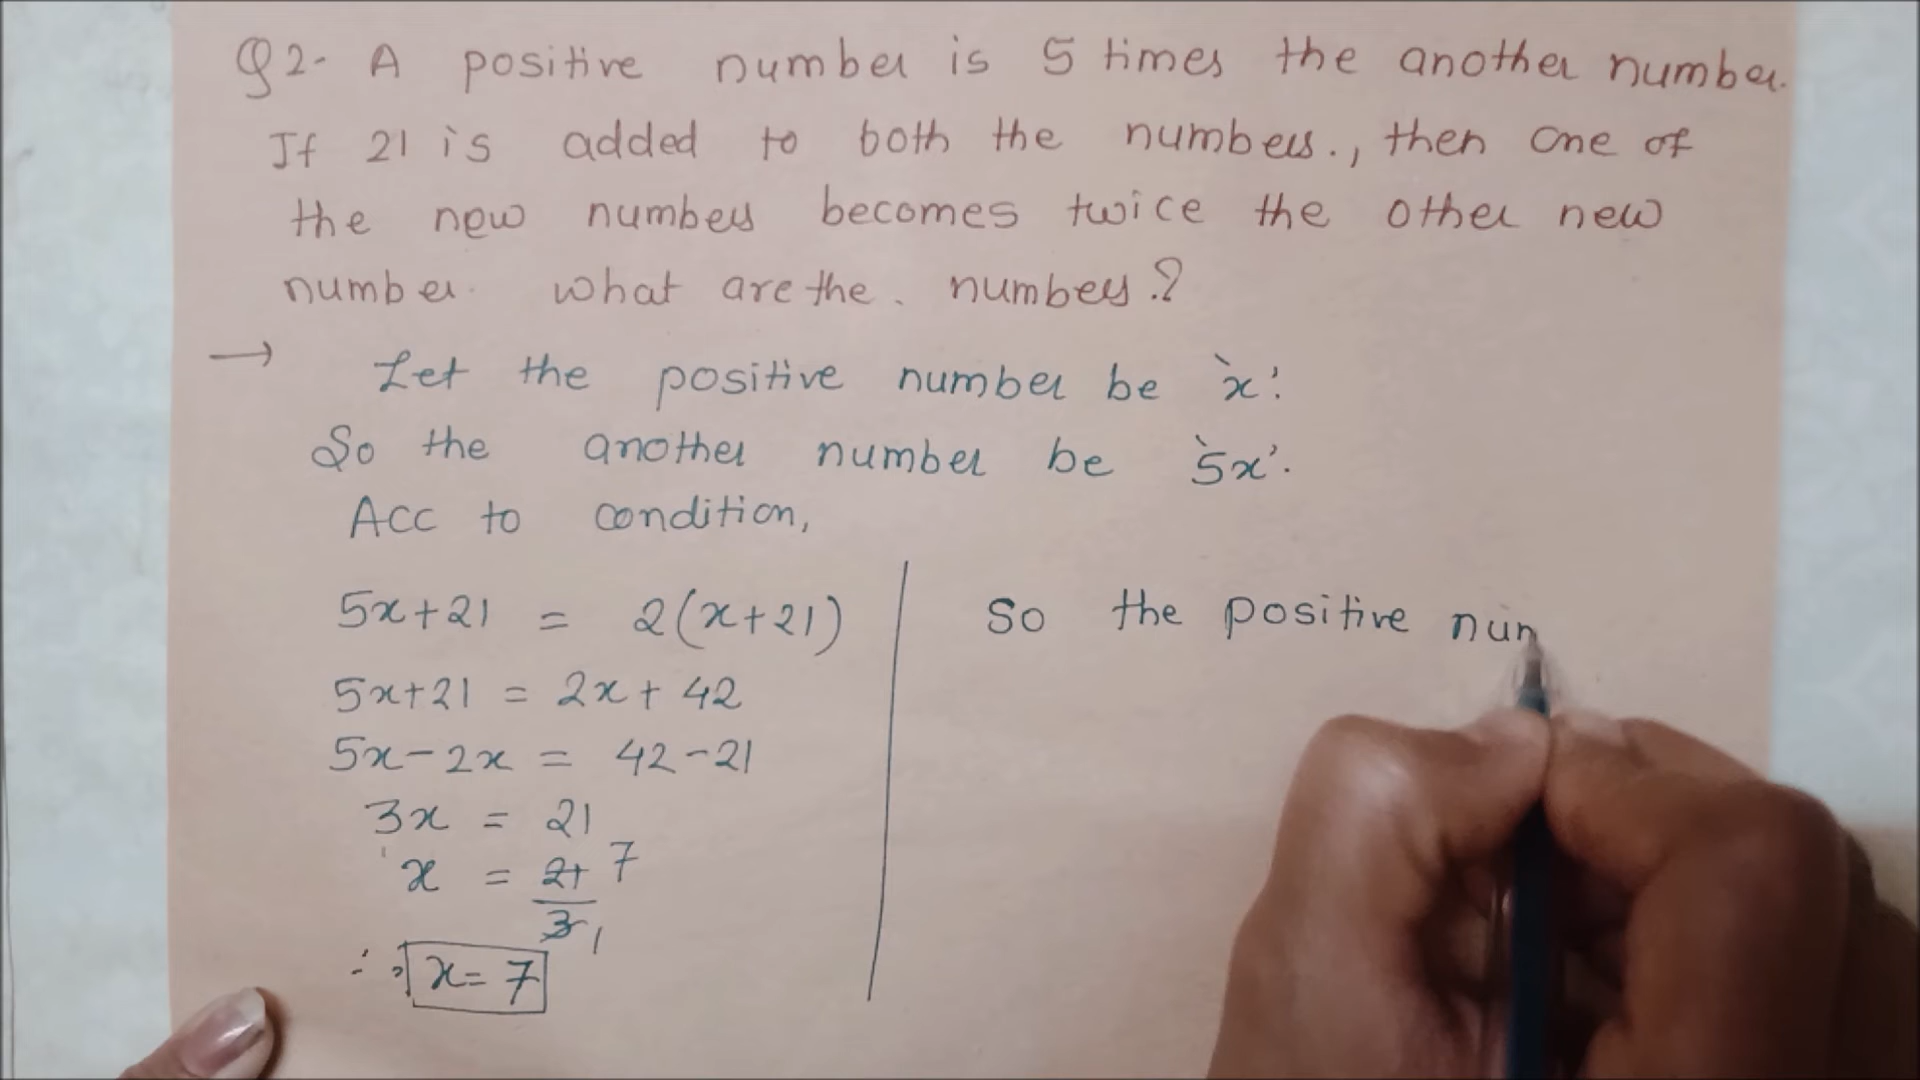 Q2- A positive number is 5 times the another number.
If 21 is added to both the numbers., then one of
the new numbers becomes twice the other new
number. what are the. numbers?
→ Let the positive number be 'x'.
So the another number be '5x'.
Acc to condition,
5x+21 = 2(x+21)
5x+21 = 2x+ 42
5x-2x = 42-21
3x = 21
x = 21/3 7 1
∴ x= 7
So the positive num